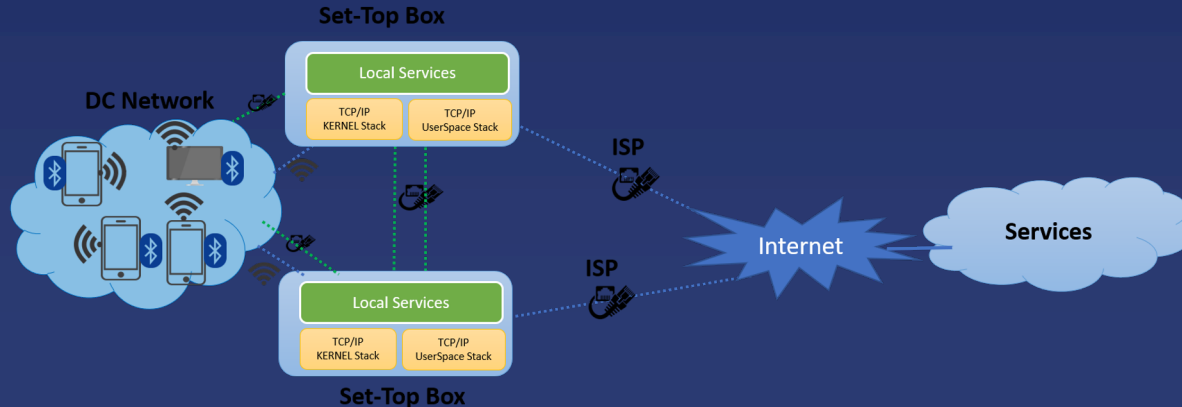 Set-Top Box
Local Services
DC Network
TCP/IP
KERNEL Stack
TCP/IP
UserSpace Stack
ISP
Internet
Services
ISP
Local Services
TCP/IP
KERNEL Stack
TCP/IP
UserSpace Stack
Set-Top Box